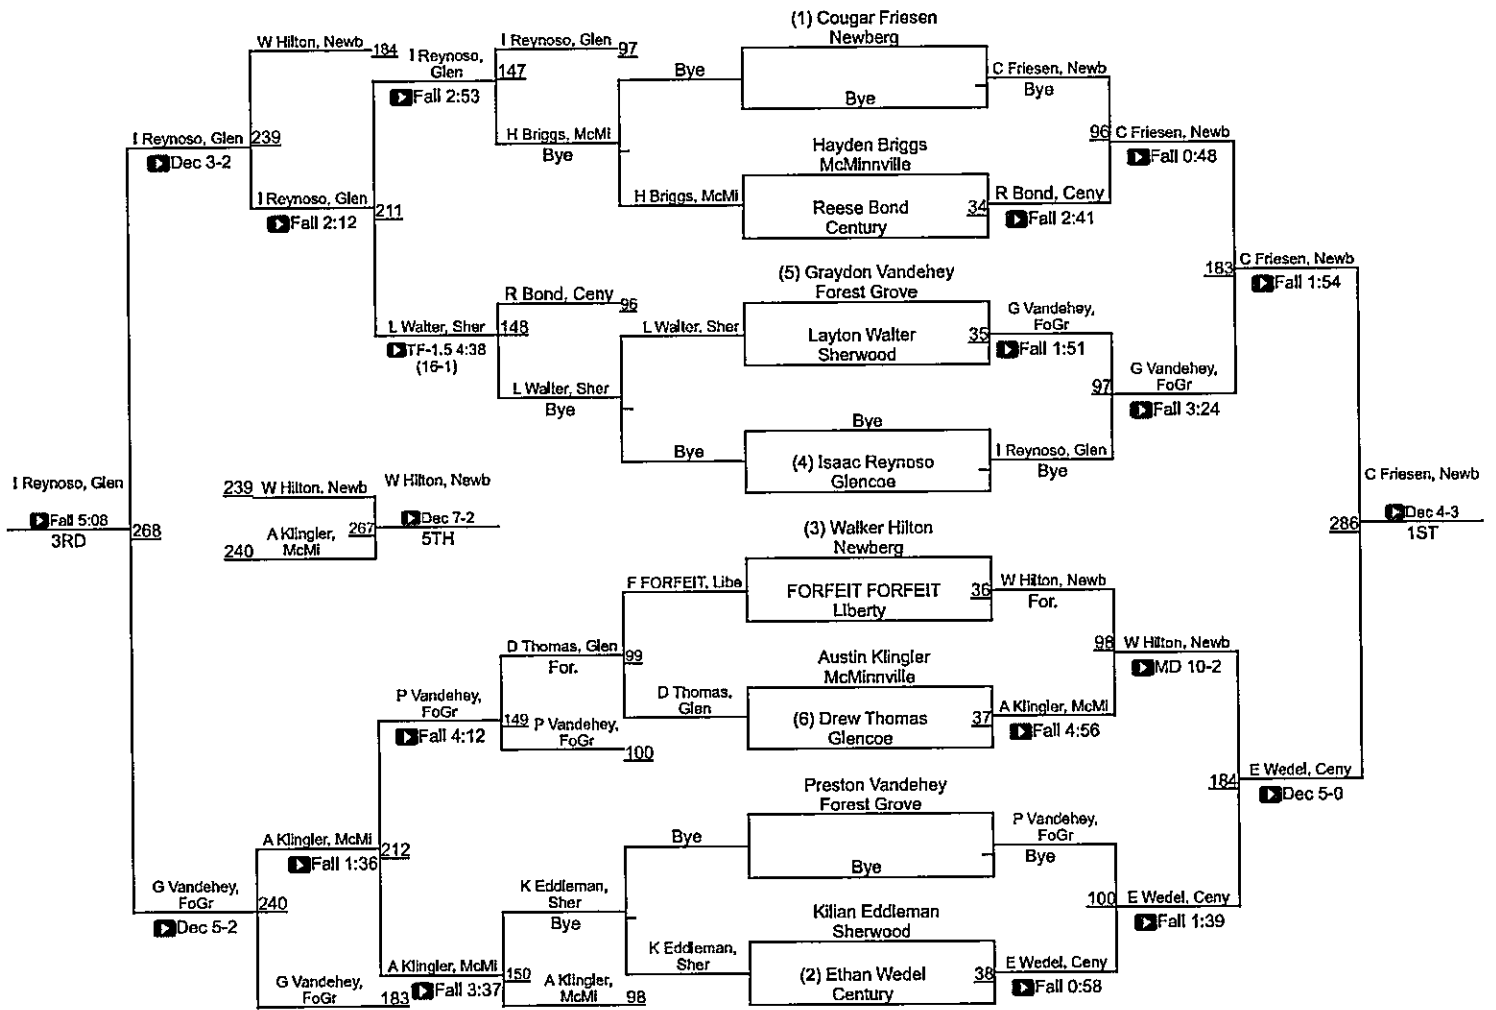 (1) Cougar Friesen
Newberg
W Hilton, Newb 184
I Reynoso, Glen 97
I Reynoso,
Glen
147
Bye
C Friesen, Newb
Bye
Fall 2:53
Bye
I Reynoso, Glen 239
H Briggs, McMi
Bye
Hayden Briggs
McMinnville
96 C Friesen, Newb
Dec 3-2
Fall 0:48
I Reynoso, Glen 211
H Briggs, McMi
Reese Bond
Century
34 R Bond, Ceny
Fall 2:12
Fall 2:41
(5) Graydon Vandehey
Forest Grove
183 C Friesen, Newb
Fall 1:54
R Bond, Ceny 96
L Walter, Sher 148
TF-1.5 4:38
(16-1)
L Walter, Sher
Layton Walter
Sherwood
35 G Vandehey,
FoGr
Fall 1:51
L Walter, Sher
Bye
97 G Vandehey,
FoGr
Fall 3:24
Bye
Bye
(4) Isaac Reynoso
Glencoe
I Reynoso, Glen
Bye
I Reynoso, Glen
Fall 5:08
3RD
268
239 W Hilton, Newb
240 A Klingler,
McMi
267
W Hilton, Newb
Dec 7-2
5TH
C Friesen, Newb
286 Dec 4-3
1ST
(3) Walker Hilton
Newberg
F FORFEIT, Libe
FORFEIT FORFEIT
Liberty
36 W Hilton, Newb
For.
D Thomas, Glen 99
For.
Austin Klingler
McMinnville
98 W Hilton, Newb
MD 10-2
P Vandehey,
FoGr
Fall 4:12
149 P Vandehey,
FoGr
100
D Thomas,
Glen
(6) Drew Thomas
Glencoe
37 A Klingler, McMi
Fall 4:56
Preston Vandehey
Forest Grove
184 E Wedel, Ceny
Dec 5-0
A Klingler, McMi 212
Fall 1:36
Bye
Bye
P Vandehey,
FoGr
Bye
G Vandehey,
FoGr
Dec 5-2
240
K Eddleman,
Sher
Bye
Kilian Eddleman
Sherwood
100 E Wedel, Ceny
Fall 1:39
G Vandehey,
FoGr
183
A Klingler, McMi 150
Fall 3:37
A Klingler,
McMi
98
K Eddleman,
Sher
(2) Ethan Wedel
Century
38 E Wedel, Ceny
Fall 0:58